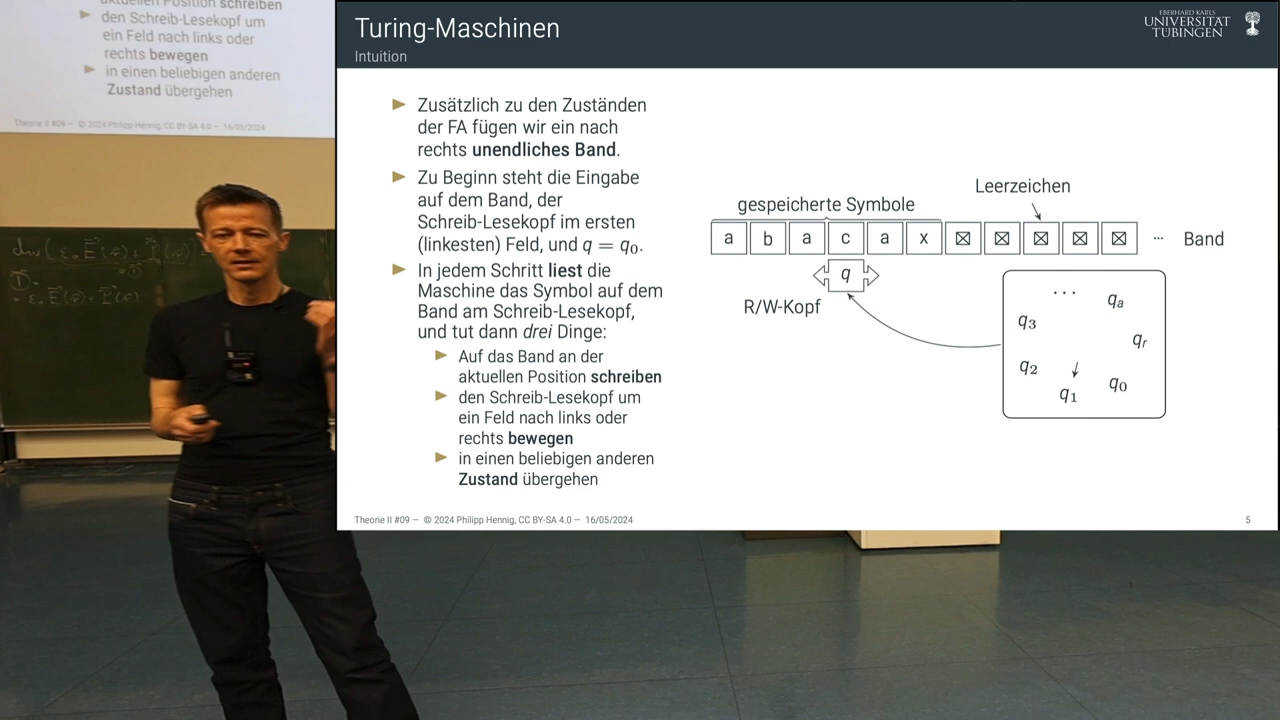 aktuellen Position schreiben
den Schreib-Lesekopf um
ein Feld nach links oder
rechts bewegen
in einen beliebigen anderen
Zustand übergehen
Theorie II #09 — © 2024 Philipp Hennig, CC BY-SA 4.0 — 16/05/2024
Turing-Maschinen
Intuition
EBERHARD KARLS
UNIVERSITÄT
TÜBINGEN
Zusätzlich zu den Zuständen
der FA fügen wir ein nach
rechts unendliches Band.
Zu Beginn steht die Eingabe
auf dem Band, der
Schreib-Lesekopf im ersten
(linkesten) Feld, und q = q₀.
In jedem Schritt liest die
Maschine das Symbol auf dem
Band am Schreib-Lesekopf,
und tut dann drei Dinge:
Auf das Band an der
aktuellen Position schreiben
den Schreib-Lesekopf um
ein Feld nach links oder
rechts bewegen
in einen beliebigen anderen
Zustand übergehen
Leerzeichen
gespeicherte Symbole
a b a c a x ☒ ☒ ☒ ☒ ☒ ··· Band
q
R/W-Kopf
···
qₐ
q₃
qᵣ
q₂
q₀
q₁
Theorie II #09 — © 2024 Philipp Hennig, CC BY-SA 4.0 — 16/05/2024
5